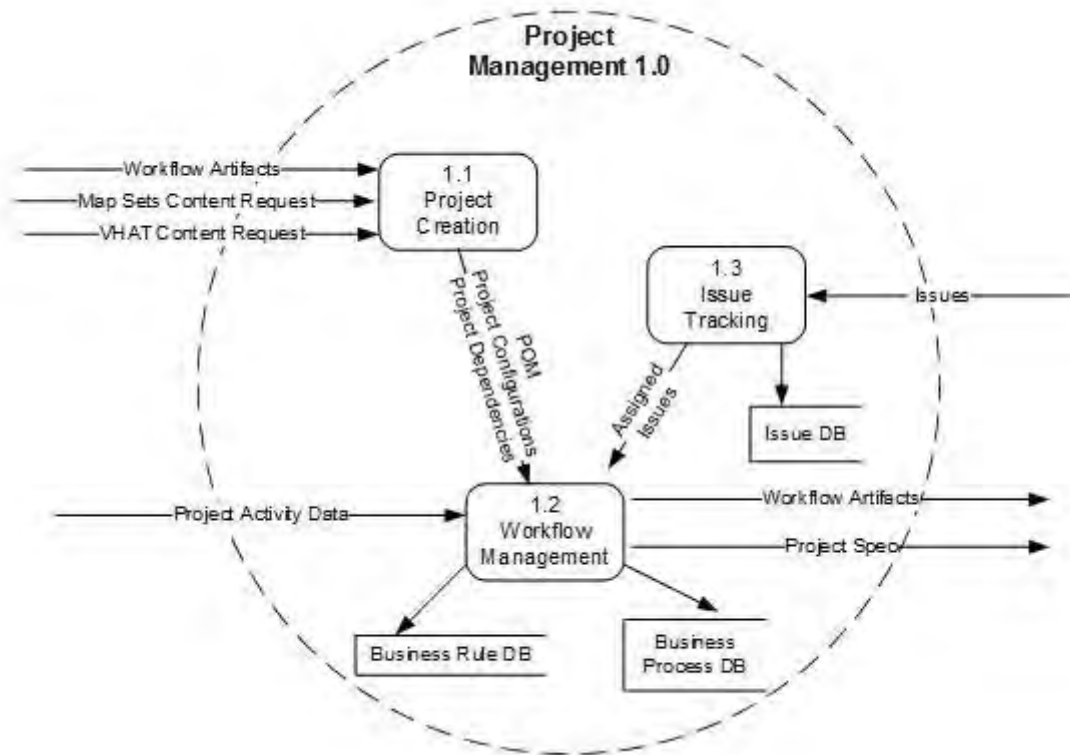 Project
Management 1.0
Workflow Artifacts
Map Sets Content Request
VHAT Content Request
1.1
Project
Creation
1.3
Issue
Tracking
Issues
POM
Project Configurations
Project Dependencies
Assigned
Issues
Issue DB
Project Activity Data
1.2
Workflow
Management
Workflow Artifacts
Project Spec
Business Rule DB
Business
Process DB